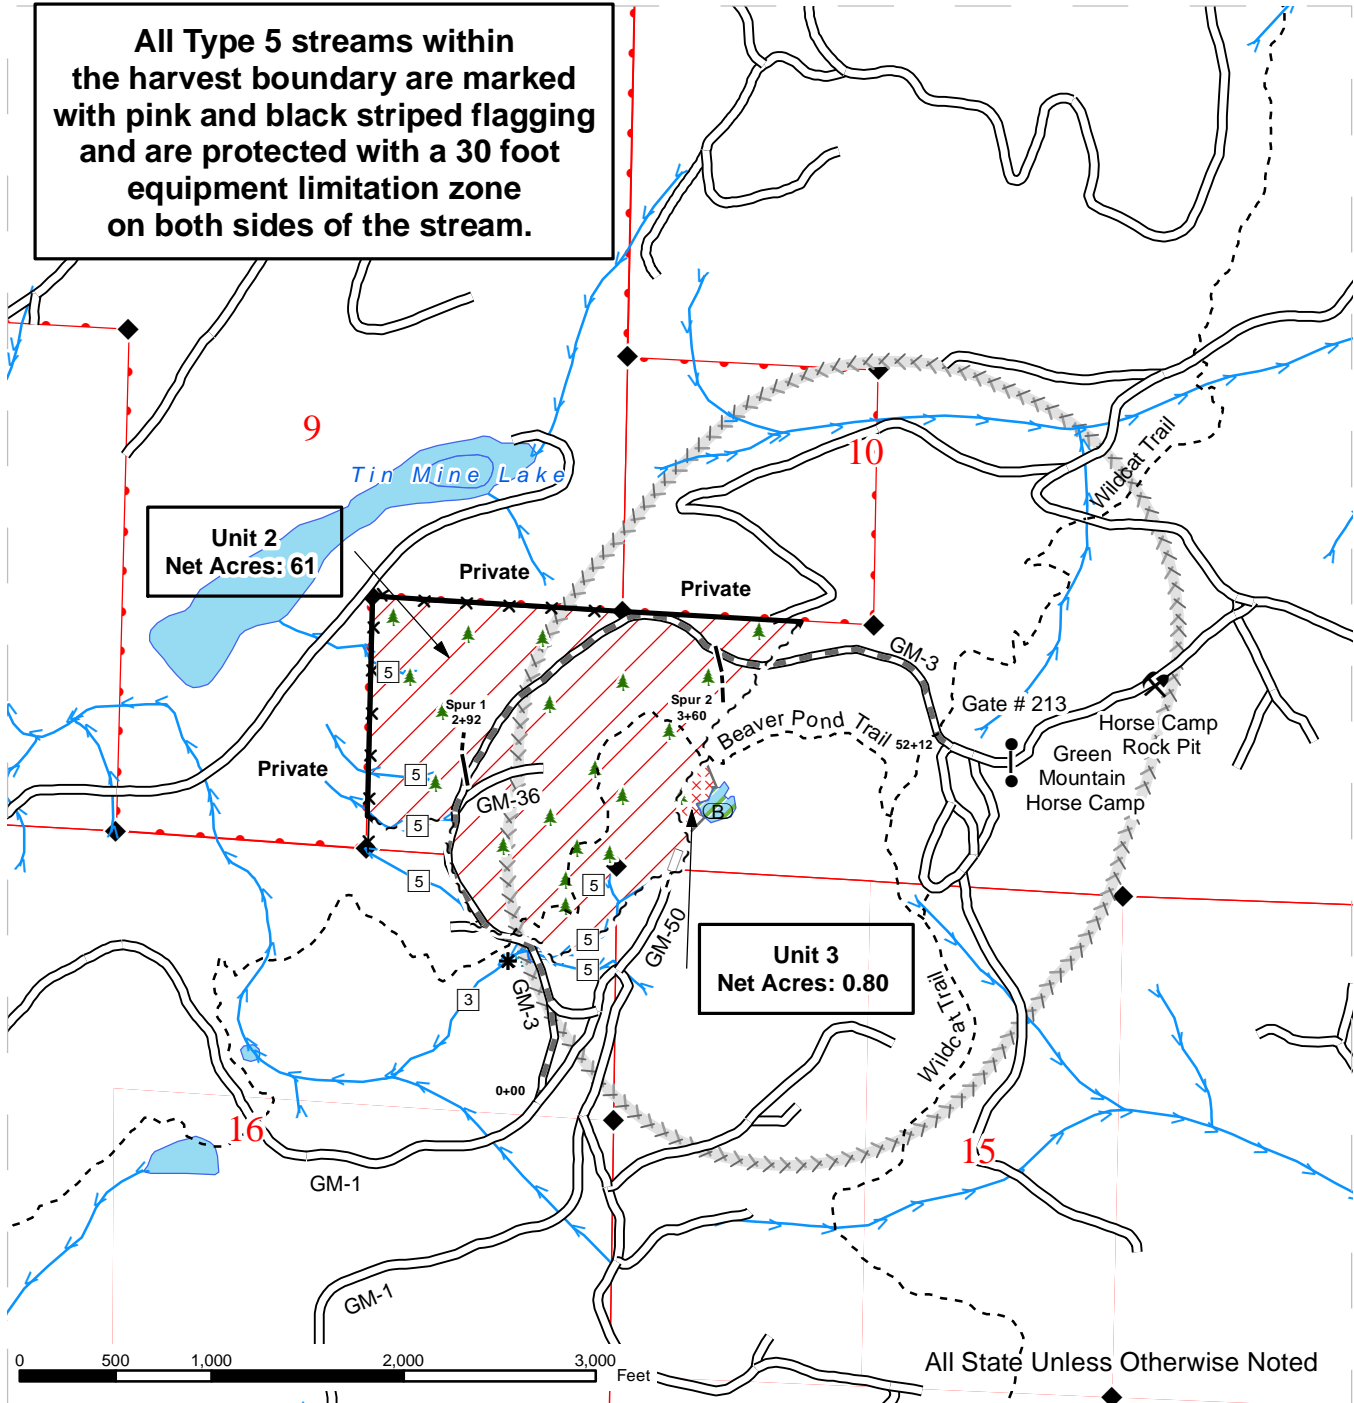 All Type 5 streams within
the harvest boundary are marked
with pink and black striped flagging
and are protected with a 30 foot
equipment limitation zone
on both sides of the stream.
9
10
Tin Mine Lake
Wildcat Trail
Unit 2
Net Acres: 61
Private
Private
GM-3
5
Spur 1
2+92
Spur 2
3+60
Gate # 213
Beaver Pond Trail
52+12
Horse Camp
Rock Pit
Green
Mountain
Horse Camp
Private
5
GM-36
B
5
5
5
5
GM-50
5
Unit 3
Net Acres: 0.80
3
GM-3
Wildcat Trail
0+00
16
15
GM-1
GM-1
0
500
1,000
2,000
3,000
Feet
All State Unless Otherwise Noted